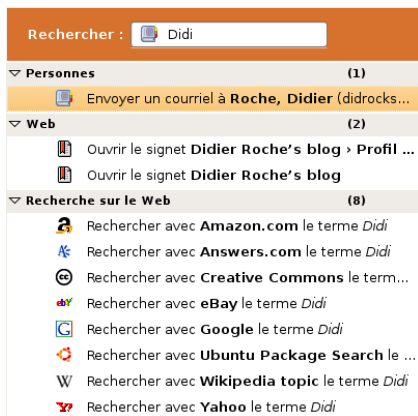 Rechercher : Didi
Personnes (1)
Envoyer un courriel à Roche, Didier (didrocks...
Web (2)
Ouvrir le signet Didier Roche's blog › Profil ...
Ouvrir le signet Didier Roche's blog
Recherche sur le Web (8)
Rechercher avec Amazon.com le terme Didi
Rechercher avec Answers.com le terme Didi
Rechercher avec Creative Commons le term...
Rechercher avec eBay le terme Didi
Rechercher avec Google le terme Didi
Rechercher avec Ubuntu Package Search le ...
Rechercher avec Wikipedia topic le terme Didi
Rechercher avec Yahoo le terme Didi